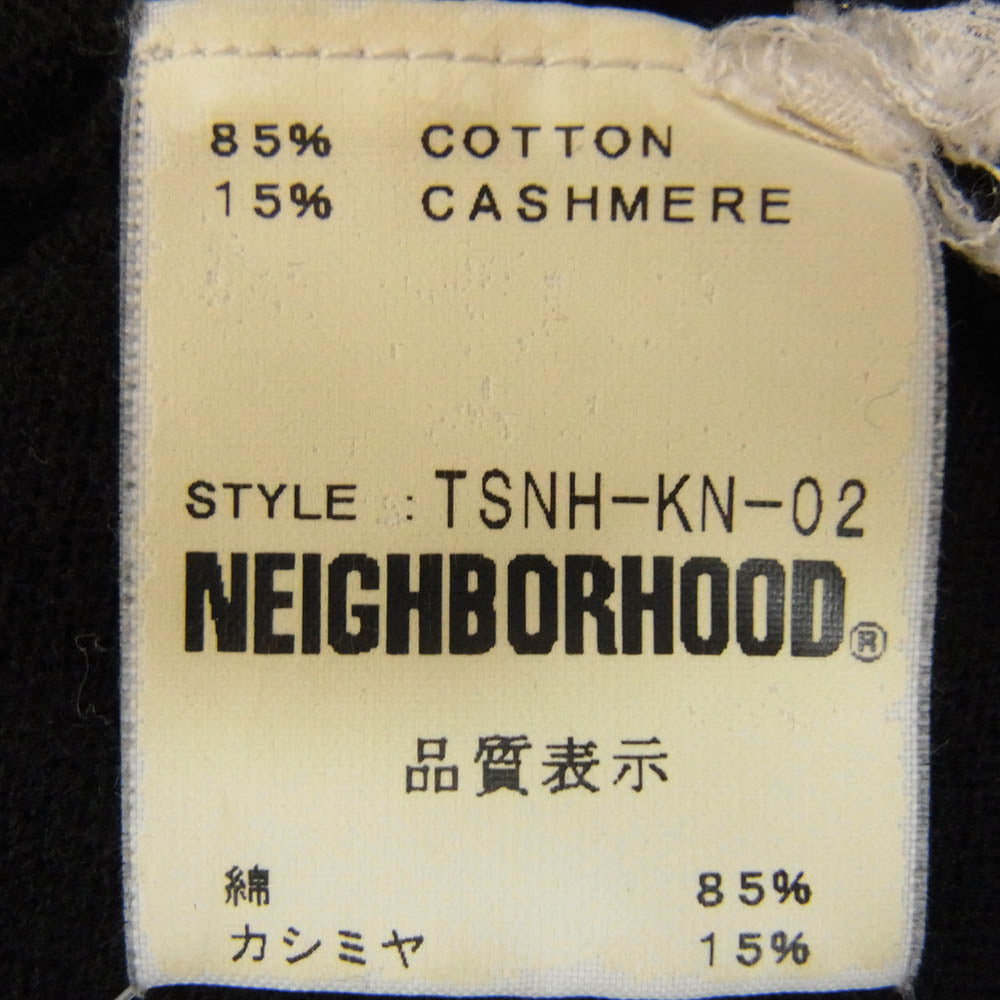 85% COTTON
15% CASHMERE
STYLE : TSNH-KN-02
NEIGHBORHOOD®
品質表示
綿 85%
カシミヤ 15%